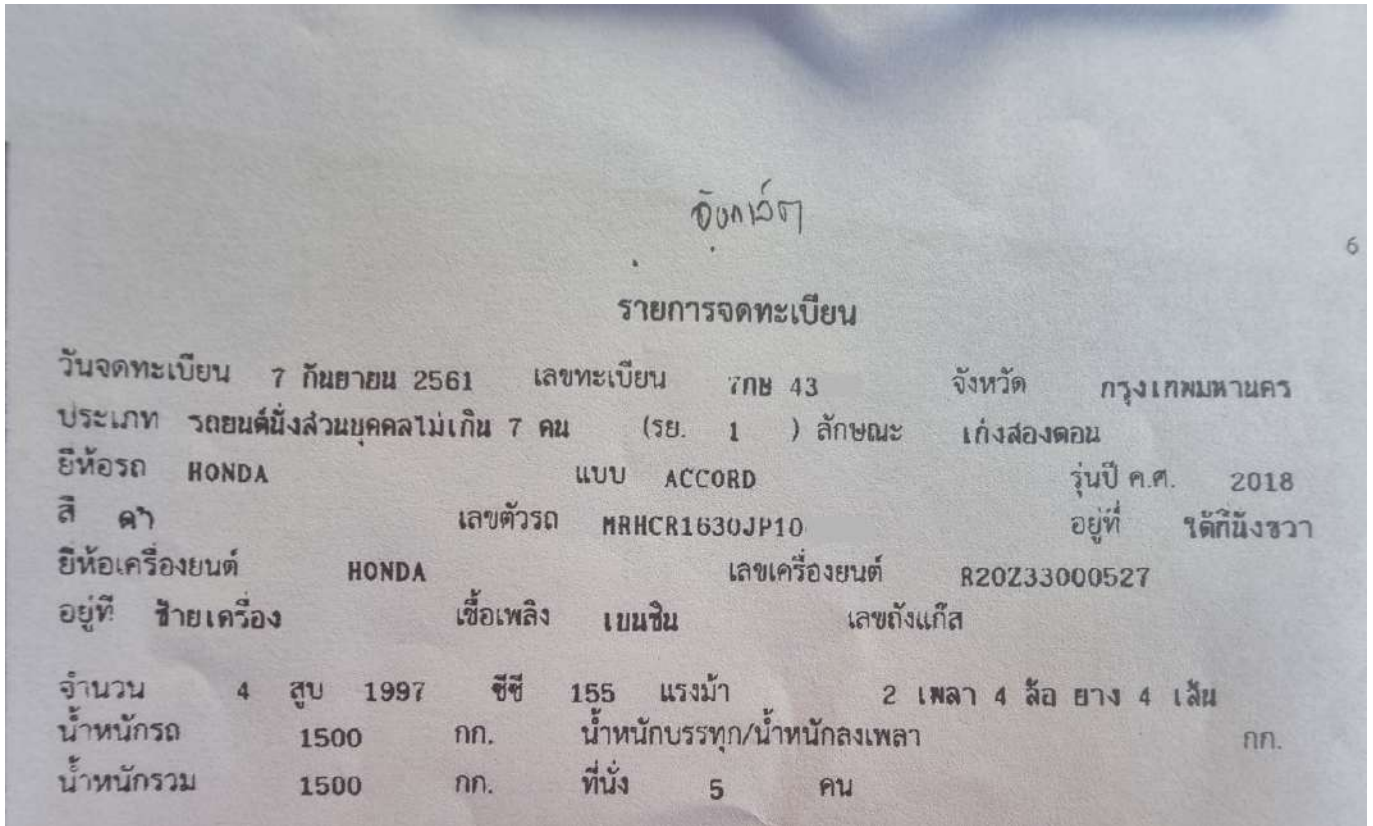 6
รายการจดทะเบียน
วันจดทะเบียน 7 กันยายน 2561 เลขทะเบียน 7กษ 43 จังหวัด กรุงเทพมหานคร
ประเภท รถยนต์นั่งส่วนบุคคลไม่เกิน 7 คน (รย. 1 ) ลักษณะ เก๋งสองตอน
ยี่ห้อรถ HONDA แบบ ACCORD รุ่นปี ค.ศ. 2018
สี ดำ เลขตัวรถ MRHCR1630JP10 อยู่ที่ ใต้ที่นั่งขวา
ยี่ห้อเครื่องยนต์ HONDA เลขเครื่องยนต์ R20Z33000527
อยู่ที่ ซ้ายเครื่อง เชื้อเพลิง เบนซิน เลขถังแก๊ส
จำนวน 4 สูบ 1997 ซีซี 155 แรงม้า 2 เพลา 4 ล้อ ยาง 4 เส้น
น้ำหนักรถ 1500 กก. น้ำหนักบรรทุก/น้ำหนักลงเพลา กก.
น้ำหนักรวม 1500 กก. ที่นั่ง 5 คน